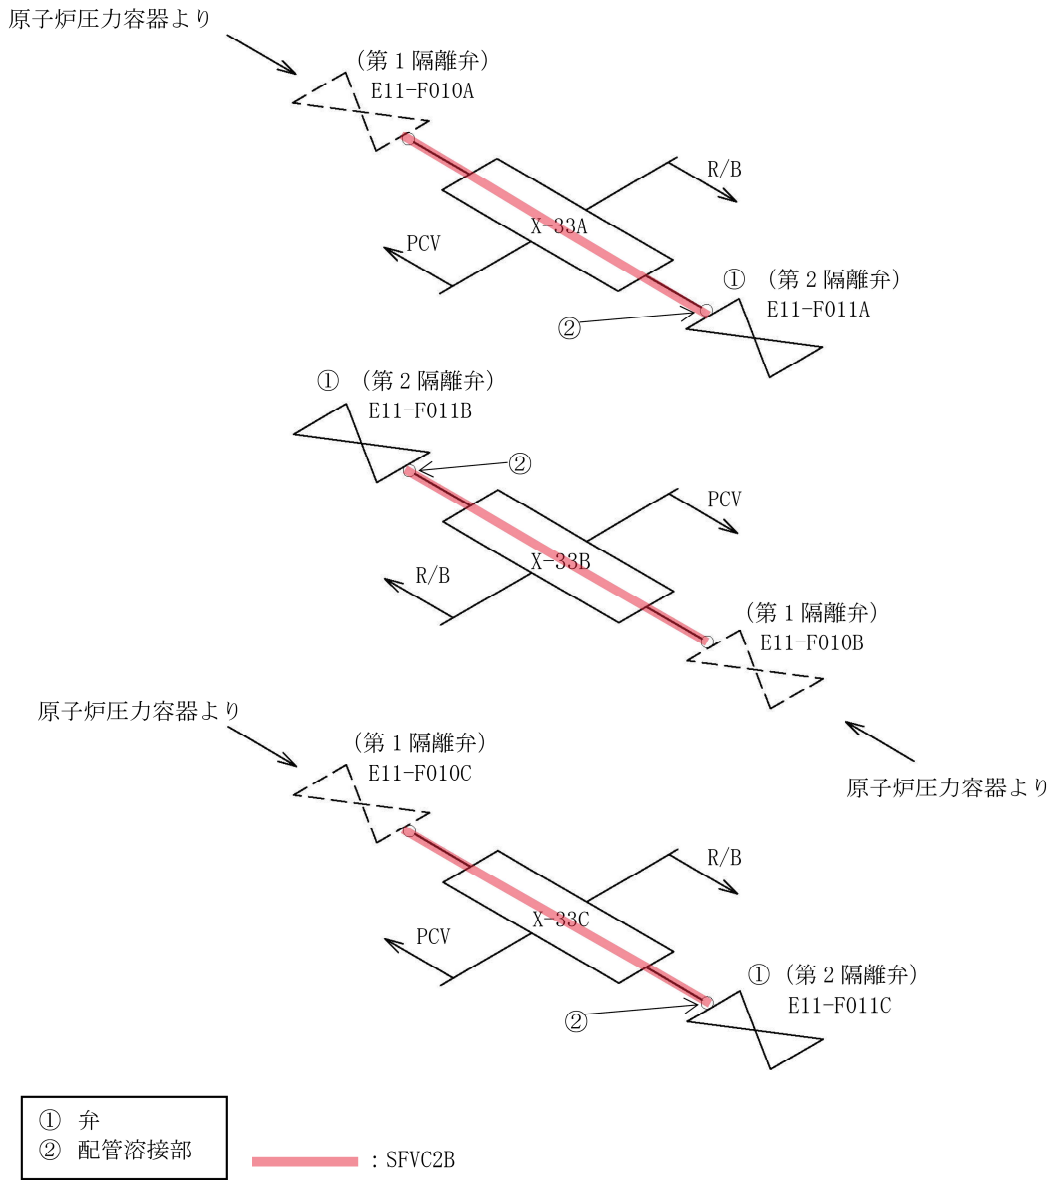 原子炉圧力容器より
（第１隔離弁）
E11-F010A
R/B
X-33A
PCV
① （第２隔離弁）
E11-F011A
②
① （第２隔離弁）
E11-F011B
②
PCV
X-33B
R/B
（第１隔離弁）
E11-F010B
原子炉圧力容器より
（第１隔離弁）
E11-F010C
原子炉圧力容器より
R/B
X-33C
PCV
①（第２隔離弁）
E11-F011C
②
① 弁
② 配管溶接部
：SFVC2B